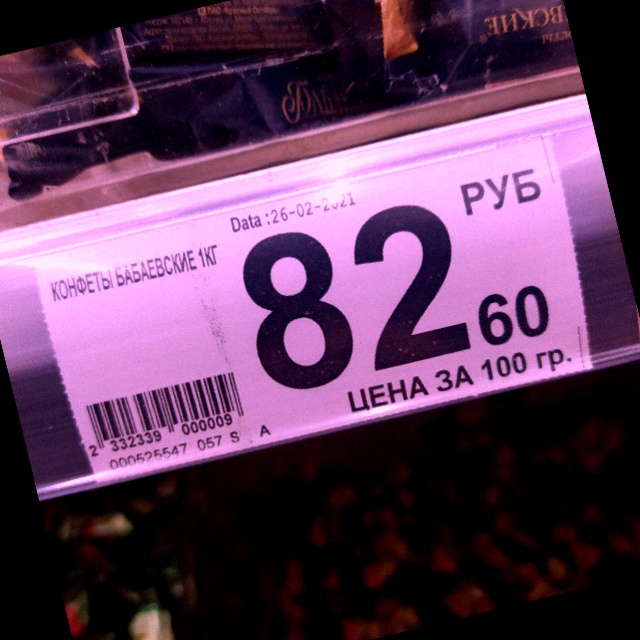 ВСКИЕ
Data :26-02-2021
РУБ
КОНФЕТЫ БАБАЕВСКИЕ 1КГ
82 60
ЦЕНА ЗА 100 гр.
2 332339 000009
000525547 057 S A